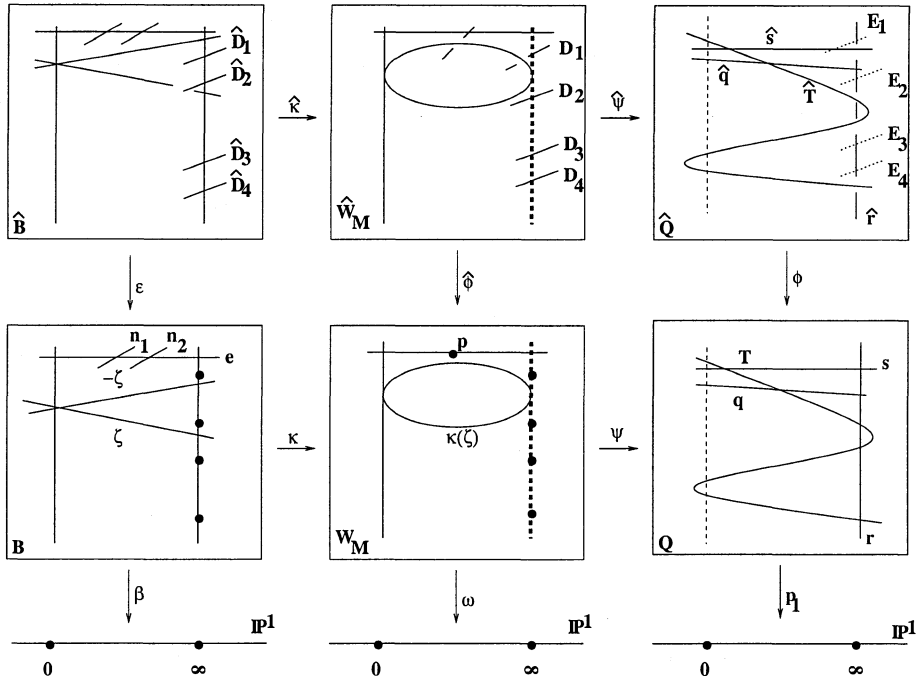 D̂1
D̂2
D̂3
D̂4
B̂
κ̂
D1
D2
D3
D4
ŴM
ψ̂
E1
ŝ
q̂
T̂
E2
E3
E4
r̂
Q̂
ε
φ̂
φ
n1 n2
e
-ζ
ζ
B
κ
p
κ(ζ)
WM
ψ
T
s
q
r
Q
β
ω
p1
IP1
0 ∞
IP1
0 ∞
IP1
0 ∞